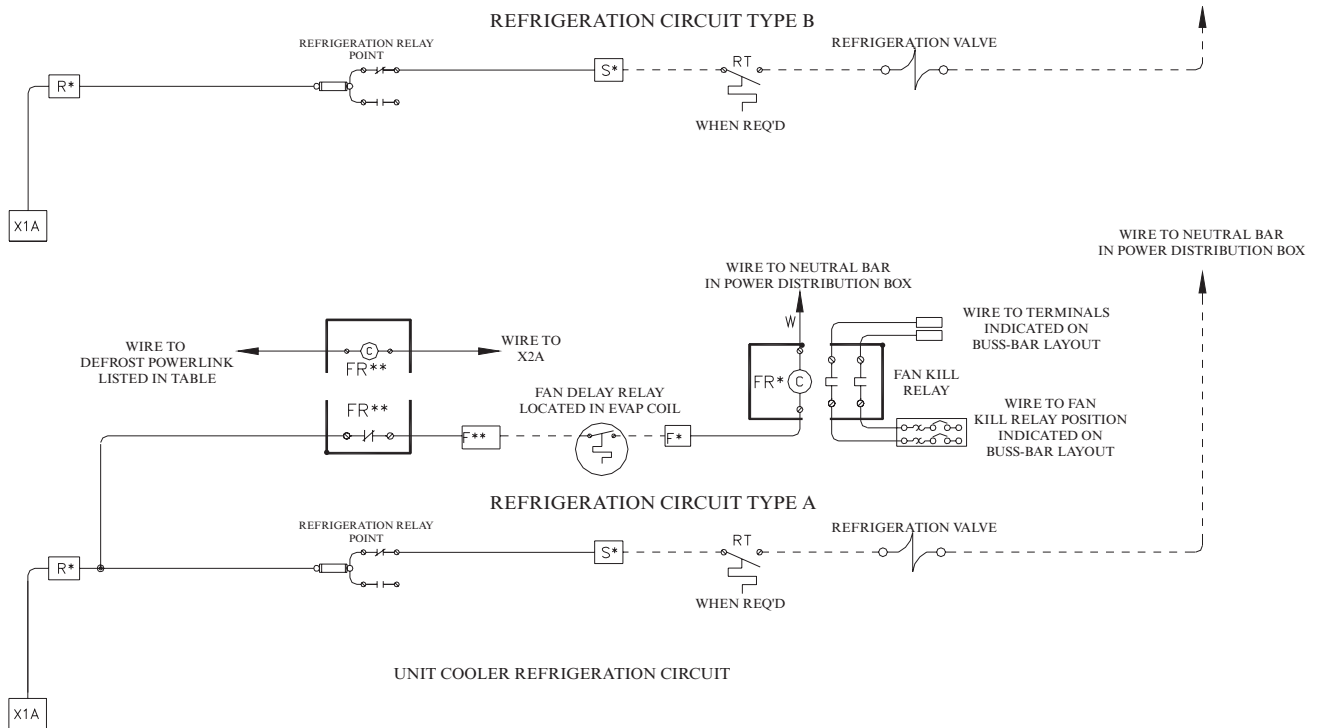 REFRIGERATION CIRCUIT TYPE B
REFRIGERATION RELAY
POINT
REFRIGERATION VALVE
R*
S*
RT
WHEN REQ'D
X1A
WIRE TO NEUTRAL BAR
IN POWER DISTRIBUTION BOX
WIRE TO NEUTRAL BAR
IN POWER DISTRIBUTION BOX
W
WIRE TO TERMINALS
INDICATED ON
BUSS-BAR LAYOUT
WIRE TO
DEFROST POWERLINK
LISTED IN TABLE
C
FR**
WIRE TO
X2A
FR*
C
FAN KILL
RELAY
FAN DELAY RELAY
LOCATED IN EVAP COIL
FR**
F**
F*
WIRE TO FAN
KILL RELAY POSITION
INDICATED ON
BUSS-BAR LAYOUT
REFRIGERATION CIRCUIT TYPE A
REFRIGERATION RELAY
POINT
REFRIGERATION VALVE
R*
S*
RT
WHEN REQ'D
UNIT COOLER REFRIGERATION CIRCUIT
X1A